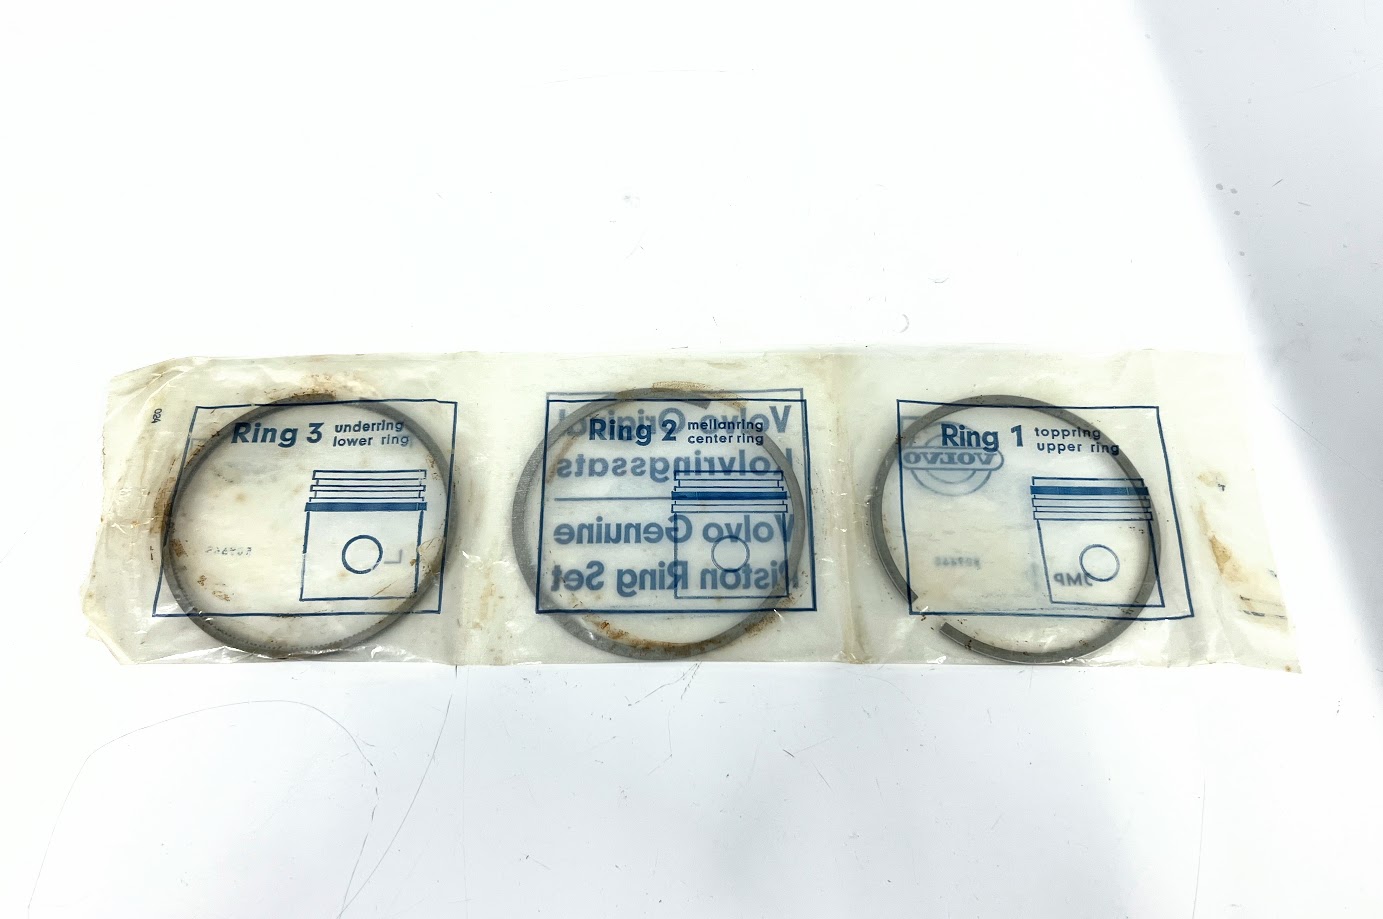 Ring 3 underring
lower ring
Ring 2 mellanring
center ring
Ring 1 toppring
upper ring
Volvo Original
Kolvringssats
Volvo Genuine
Piston Ring Set
VOLVO
JMP